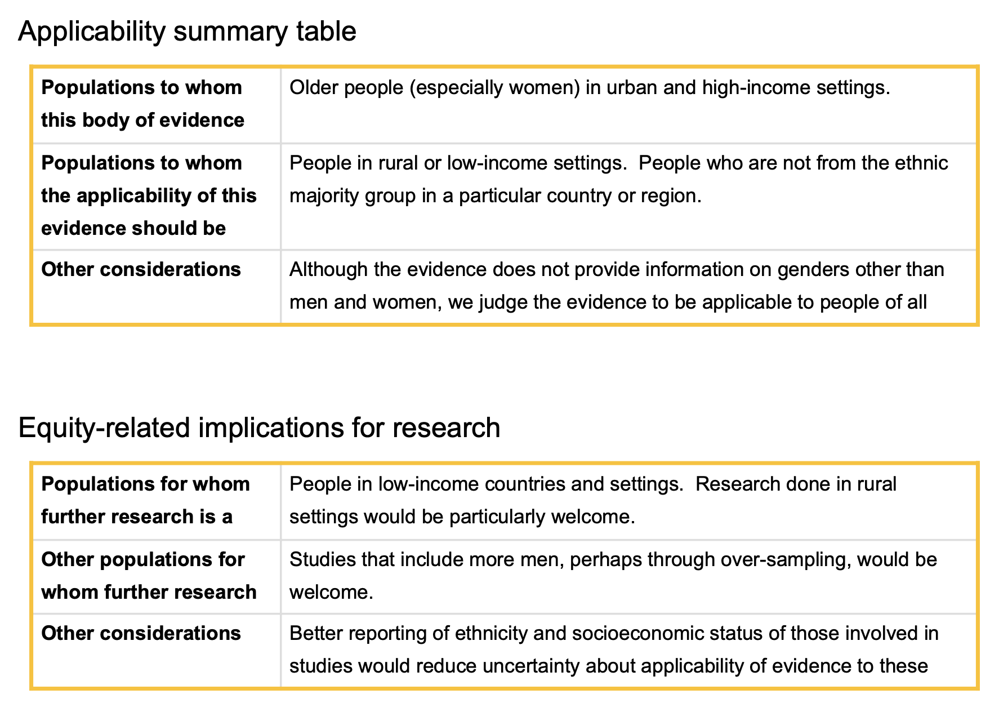 Applicability summary table
Populations to whom
this body of evidence
Older people (especially women) in urban and high-income settings.
Populations to whom
the applicability of this
evidence should be
People in rural or low-income settings.  People who are not from the ethnic
majority group in a particular country or region.
Other considerations
Although the evidence does not provide information on genders other than
men and women, we judge the evidence to be applicable to people of all
Equity-related implications for research
Populations for whom
further research is a
People in low-income countries and settings.  Research done in rural
settings would be particularly welcome.
Other populations for
whom further research
Studies that include more men, perhaps through over-sampling, would be
welcome.
Other considerations
Better reporting of ethnicity and socioeconomic status of those involved in
studies would reduce uncertainty about applicability of evidence to these